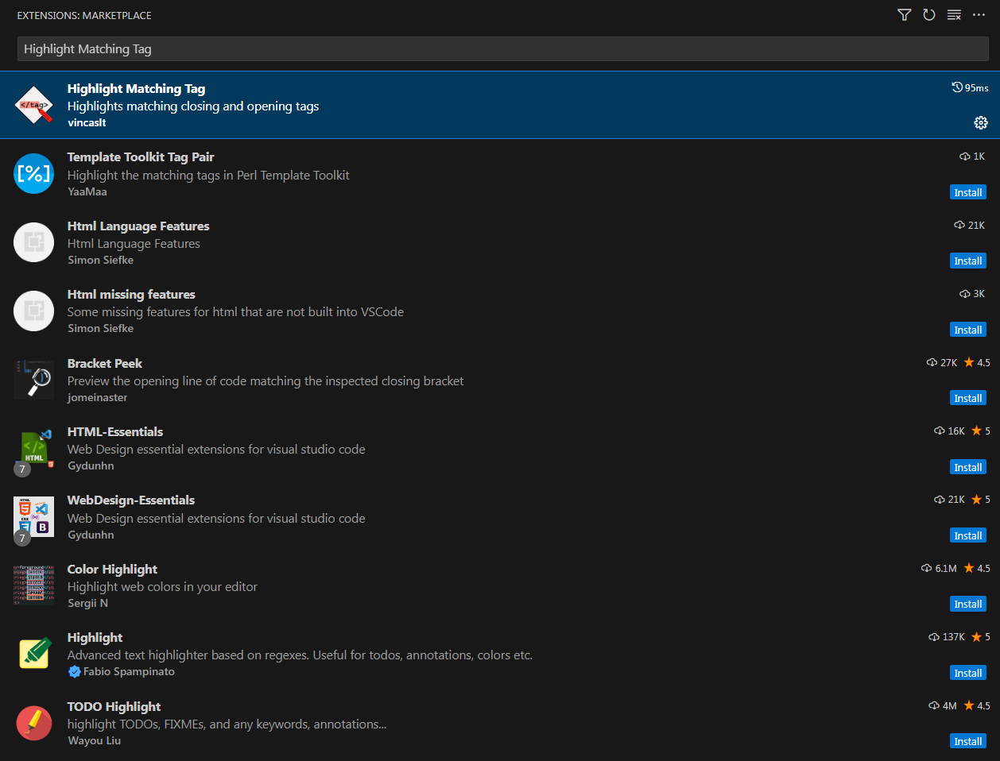 EXTENSIONS: MARKETPLACE
Highlight Matching Tag
</tag>
Highlight Matching Tag
95ms
Highlights matching closing and opening tags
vincaslt
[%]
Template Toolkit Tag Pair
1K
Highlight the matching tags in Perl Template Toolkit
YaaMaa
Install
Html Language Features
21K
Html Language Features
Simon Siefke
Install
Html missing features
3K
Some missing features for html that are not built into VSCode
Simon Siefke
Install
Bracket Peek
27K 4.5
Preview the opening line of code matching the inspected closing bracket
jomeinaster
Install
HTML-Essentials
16K 5
</>
HTML
7
Web Design essential extensions for visual studio code
Gydunhn
Install
WebDesign-Essentials
21K 5
HTML
5
B
7
Web Design essential extensions for visual studio code
Gydunhn
Install
Color Highlight
6.1M 4.5
Highlight web colors in your editor
Sergii N
Install
Highlight
137K 5
Advanced text highlighter based on regexes. Useful for todos, annotations, colors etc.
Fabio Spampinato
Install
TODO Highlight
4M 4.5
highlight TODOs, FIXMEs, and any keywords, annotations...
Wayou Liu
Install